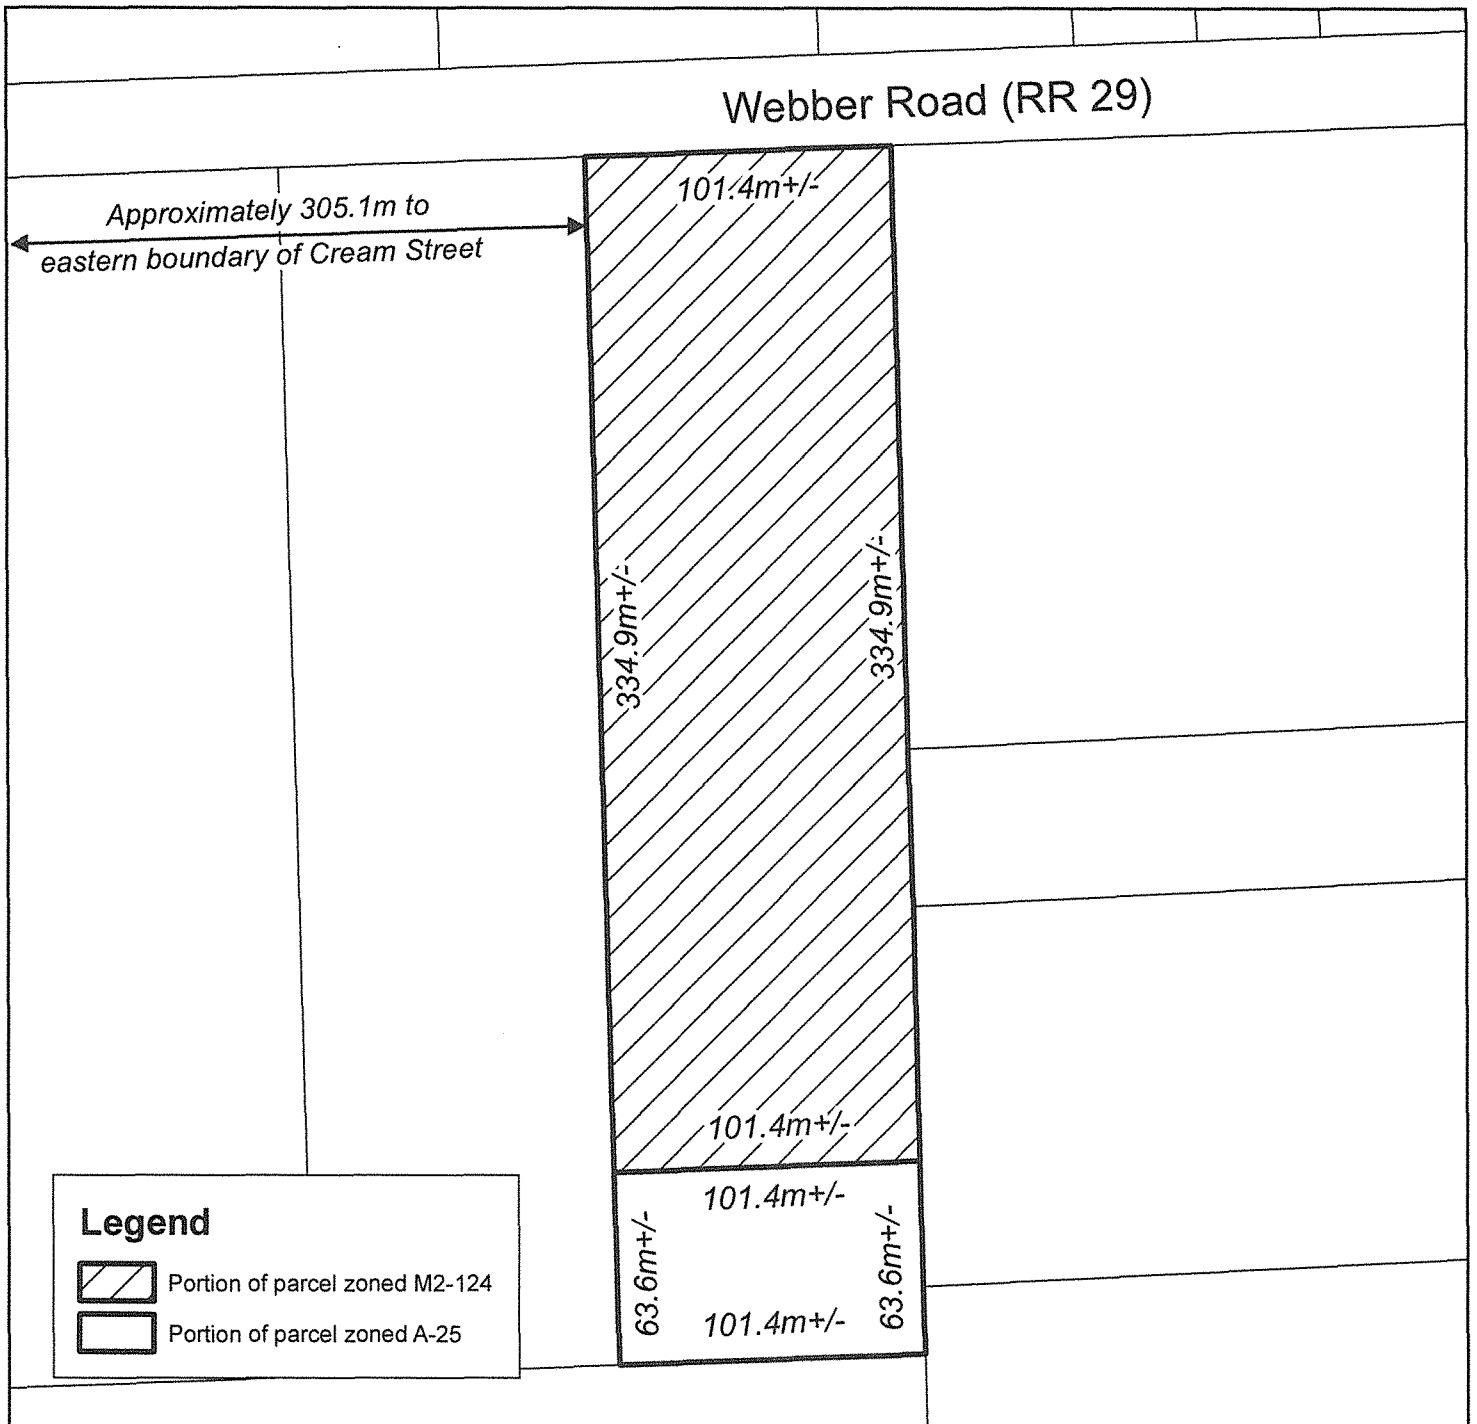 Webber Road (RR 29)
101.4m+/-
Approximately 305.1m to
eastern boundary of Cream Street
334.9m+/-
334.9m+/-
101.4m+/-
101.4m+/-
63.6m+/-
63.6m+/-
101.4m+/-
Legend
Portion of parcel zoned M2-124
Portion of parcel zoned A-25